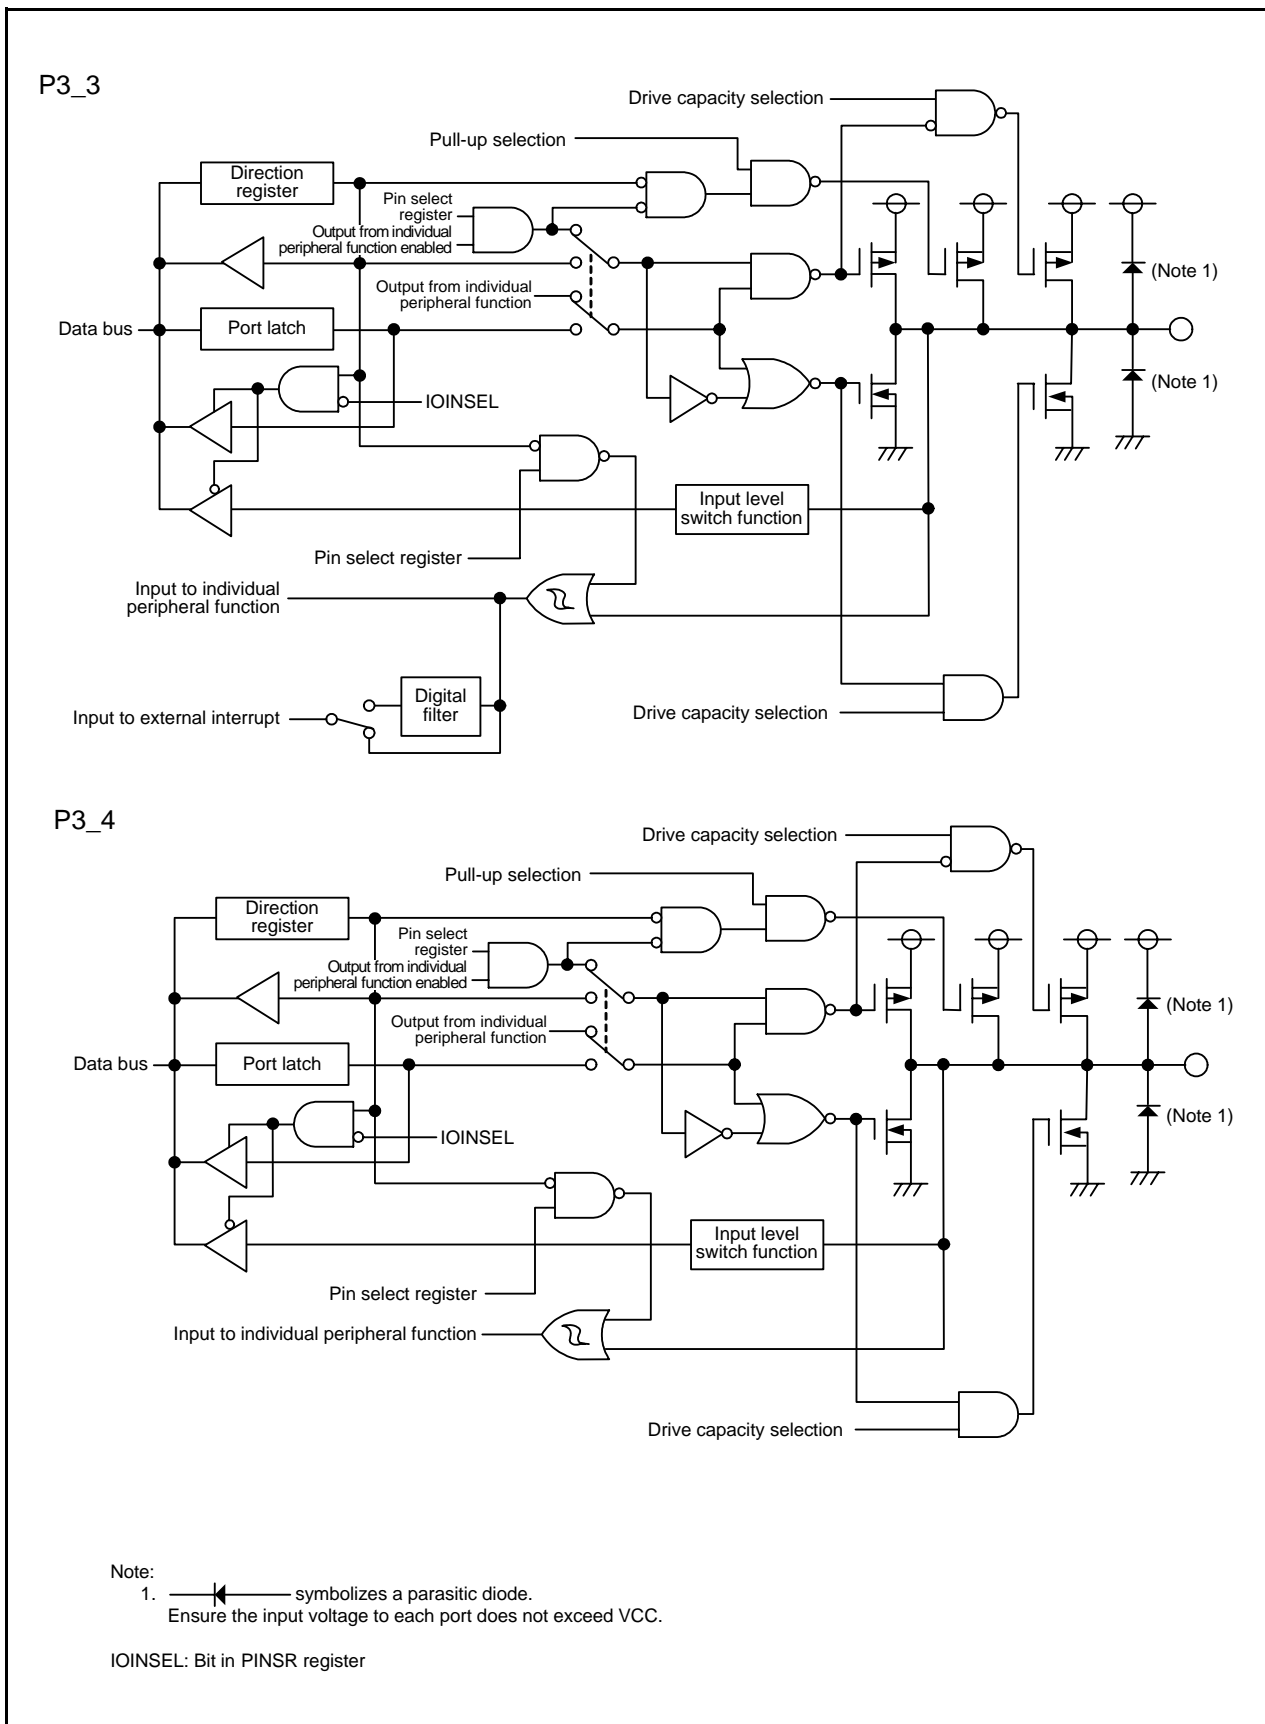 P3_3
Drive capacity selection
Pull-up selection
Direction
register
Pin select
register
Output from individual
peripheral function enabled
Output from individual
peripheral function
(Note 1)
Data bus
Port latch
(Note 1)
IOINSEL
Input level
switch function
Pin select register
Input to individual
peripheral function
Digital
filter
Input to external interrupt
Drive capacity selection
P3_4
Drive capacity selection
Pull-up selection
Direction
register
Pin select
register
Output from individual
peripheral function enabled
Output from individual
peripheral function
(Note 1)
Data bus
Port latch
(Note 1)
IOINSEL
Input level
switch function
Pin select register
Input to individual peripheral function
Drive capacity selection
Note:
1. symbolizes a parasitic diode.
Ensure the input voltage to each port does not exceed VCC.
IOINSEL: Bit in PINSR register